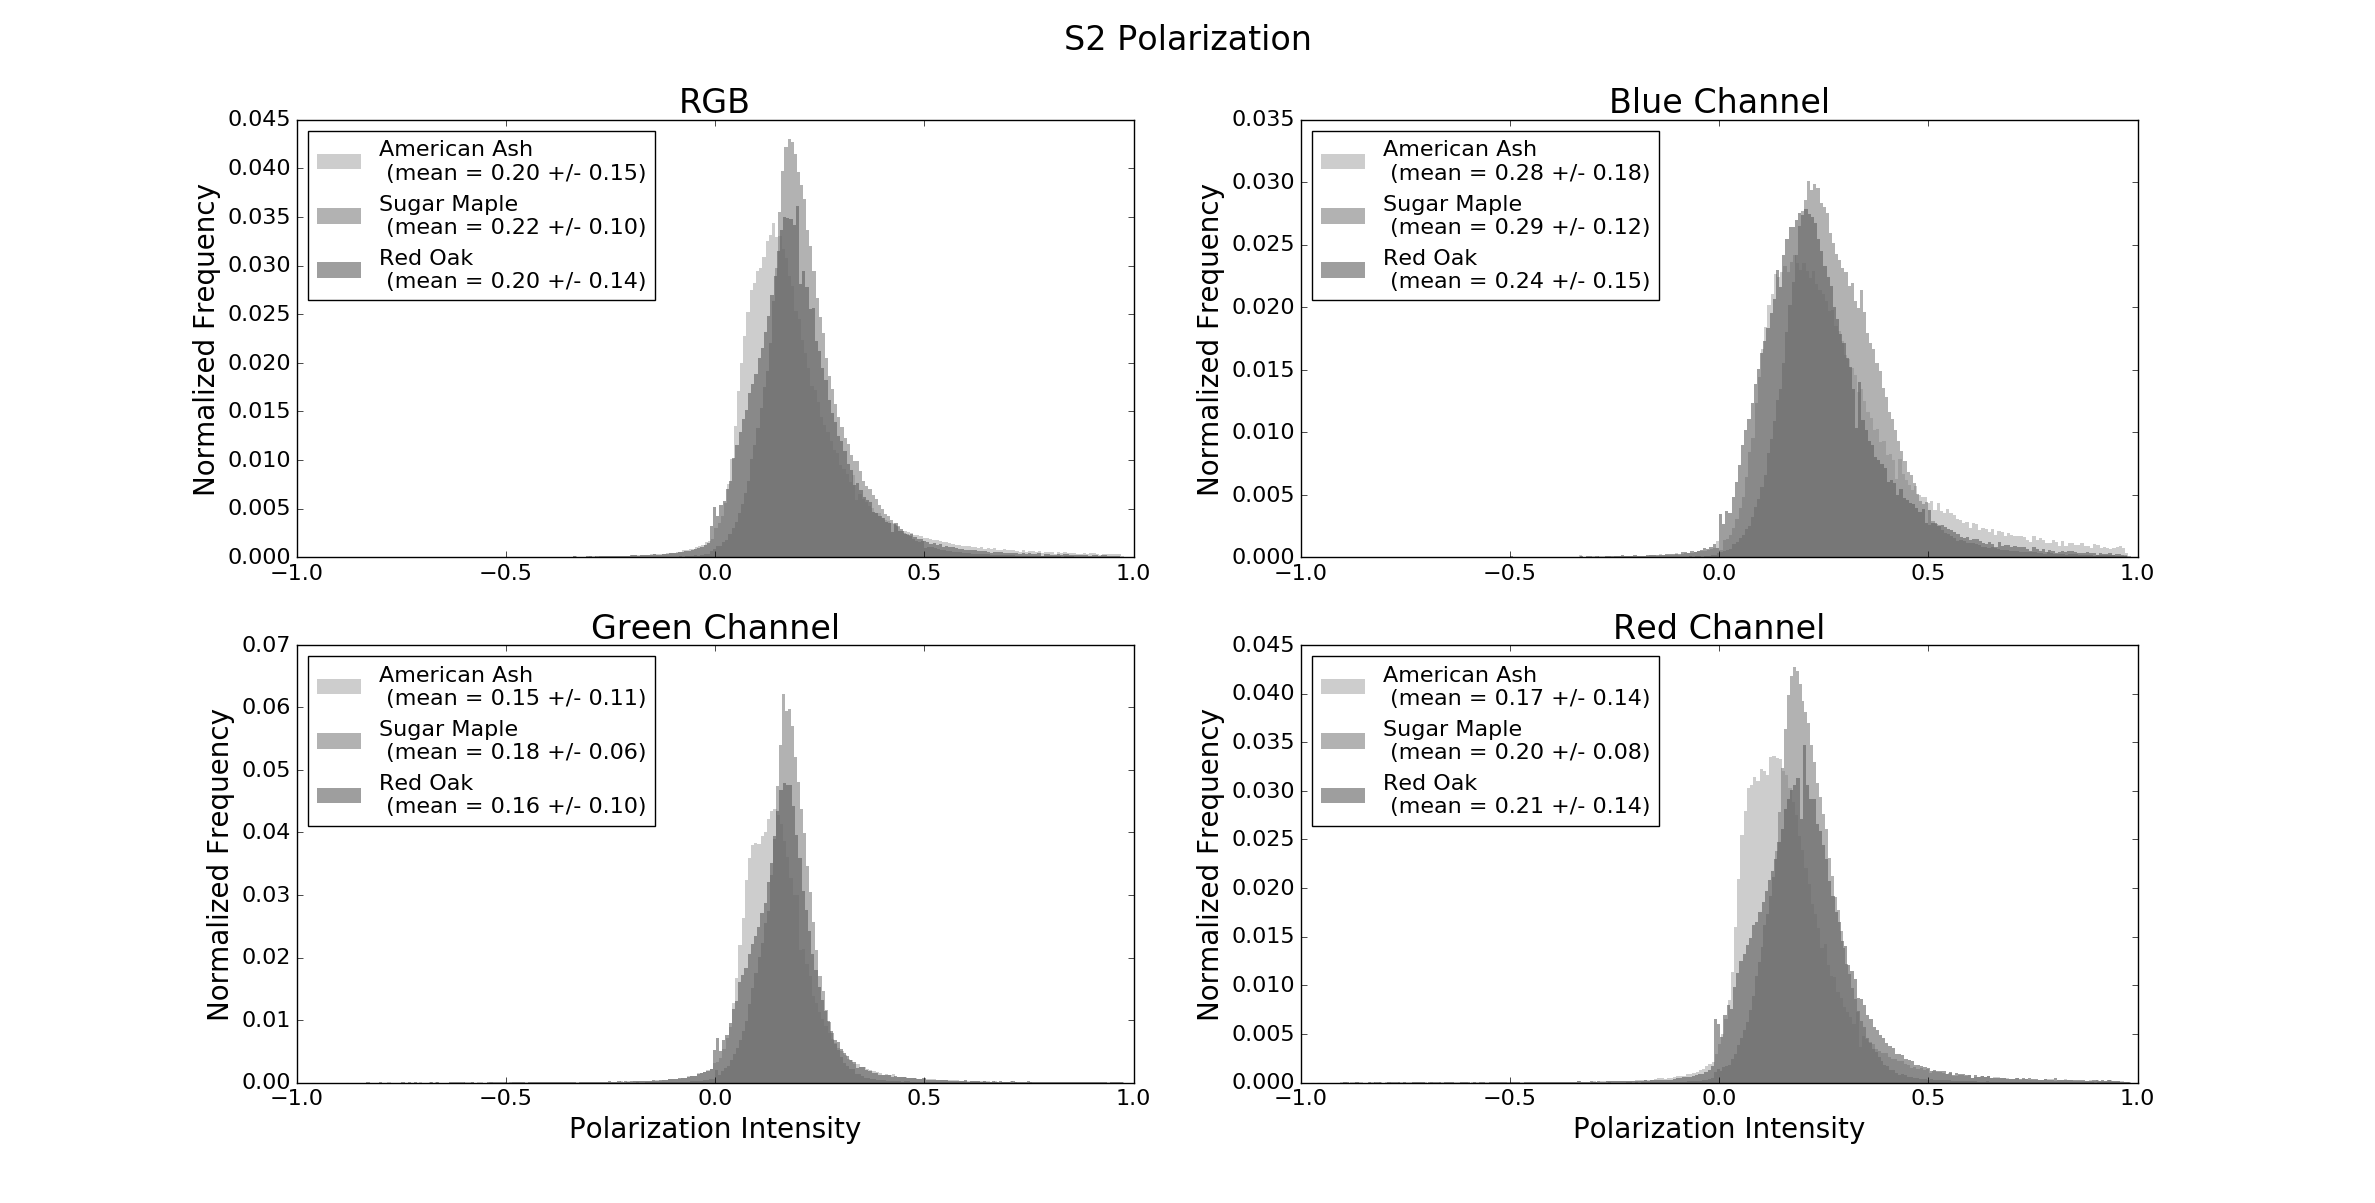 S2 Polarization
RGB
Normalized Frequency
0.045
0.040
0.035
0.030
0.025
0.020
0.015
0.010
0.005
0.000
−1.0 −0.5 0.0 0.5 1.0
American Ash
(mean = 0.20 +/- 0.15)
Sugar Maple
(mean = 0.22 +/- 0.10)
Red Oak
(mean = 0.20 +/- 0.14)
Blue Channel
Normalized Frequency
0.035
0.030
0.025
0.020
0.015
0.010
0.005
0.000
−1.0 −0.5 0.0 0.5 1.0
American Ash
(mean = 0.28 +/- 0.18)
Sugar Maple
(mean = 0.29 +/- 0.12)
Red Oak
(mean = 0.24 +/- 0.15)
Green Channel
Normalized Frequency
0.07
0.06
0.05
0.04
0.03
0.02
0.01
0.00
−1.0 −0.5 0.0 0.5 1.0
Polarization Intensity
American Ash
(mean = 0.15 +/- 0.11)
Sugar Maple
(mean = 0.18 +/- 0.06)
Red Oak
(mean = 0.16 +/- 0.10)
Red Channel
Normalized Frequency
0.045
0.040
0.035
0.030
0.025
0.020
0.015
0.010
0.005
0.000
−1.0 −0.5 0.0 0.5 1.0
Polarization Intensity
American Ash
(mean = 0.17 +/- 0.14)
Sugar Maple
(mean = 0.20 +/- 0.08)
Red Oak
(mean = 0.21 +/- 0.14)